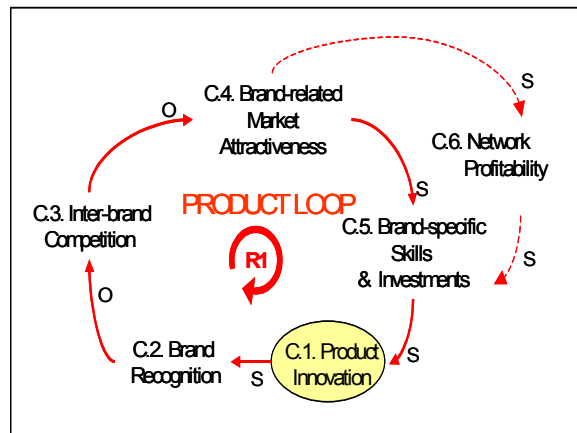 S
O
C.4. Brand-related
Market
Attractiveness
C.6. Network
Profitability
S
PRODUCT LOOP
C.3. Inter-brand
Competition
C.5. Brand-specific
Skills
& Investments
S
R1
O
C.2. Brand
Recognition
S
C.1. Product
Innovation
S